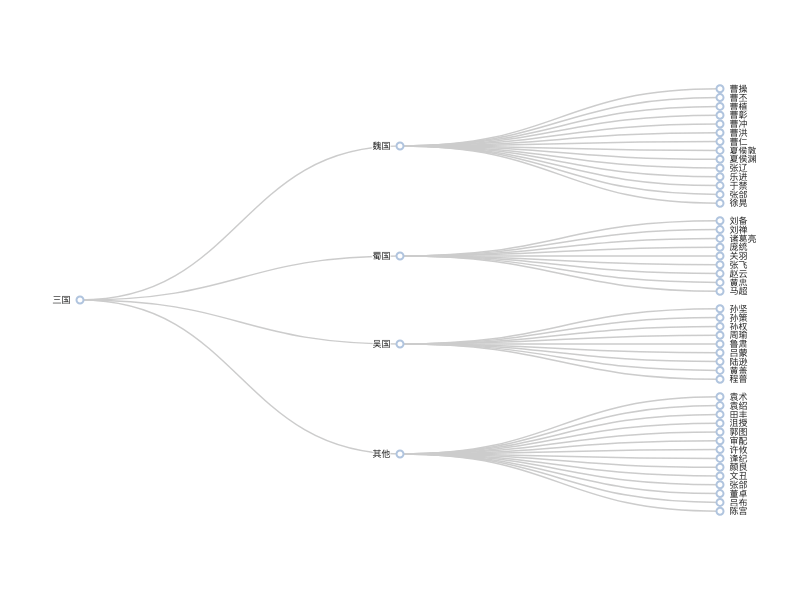 三国
魏国
曹操
曹丕
曹植
曹彰
曹冲
曹洪
曹仁
夏侯敦
夏侯渊
张辽
乐进
于禁
张郃
徐晃
蜀国
刘备
刘禅
诸葛亮
庞统
关羽
张飞
赵云
黄忠
马超
吴国
孙坚
孙策
孙权
周瑜
鲁肃
吕蒙
陆逊
黄盖
程普
其他
袁术
袁绍
田丰
沮授
郭图
审配
许攸
逢纪
颜良
文丑
张郃
董卓
吕布
陈宫